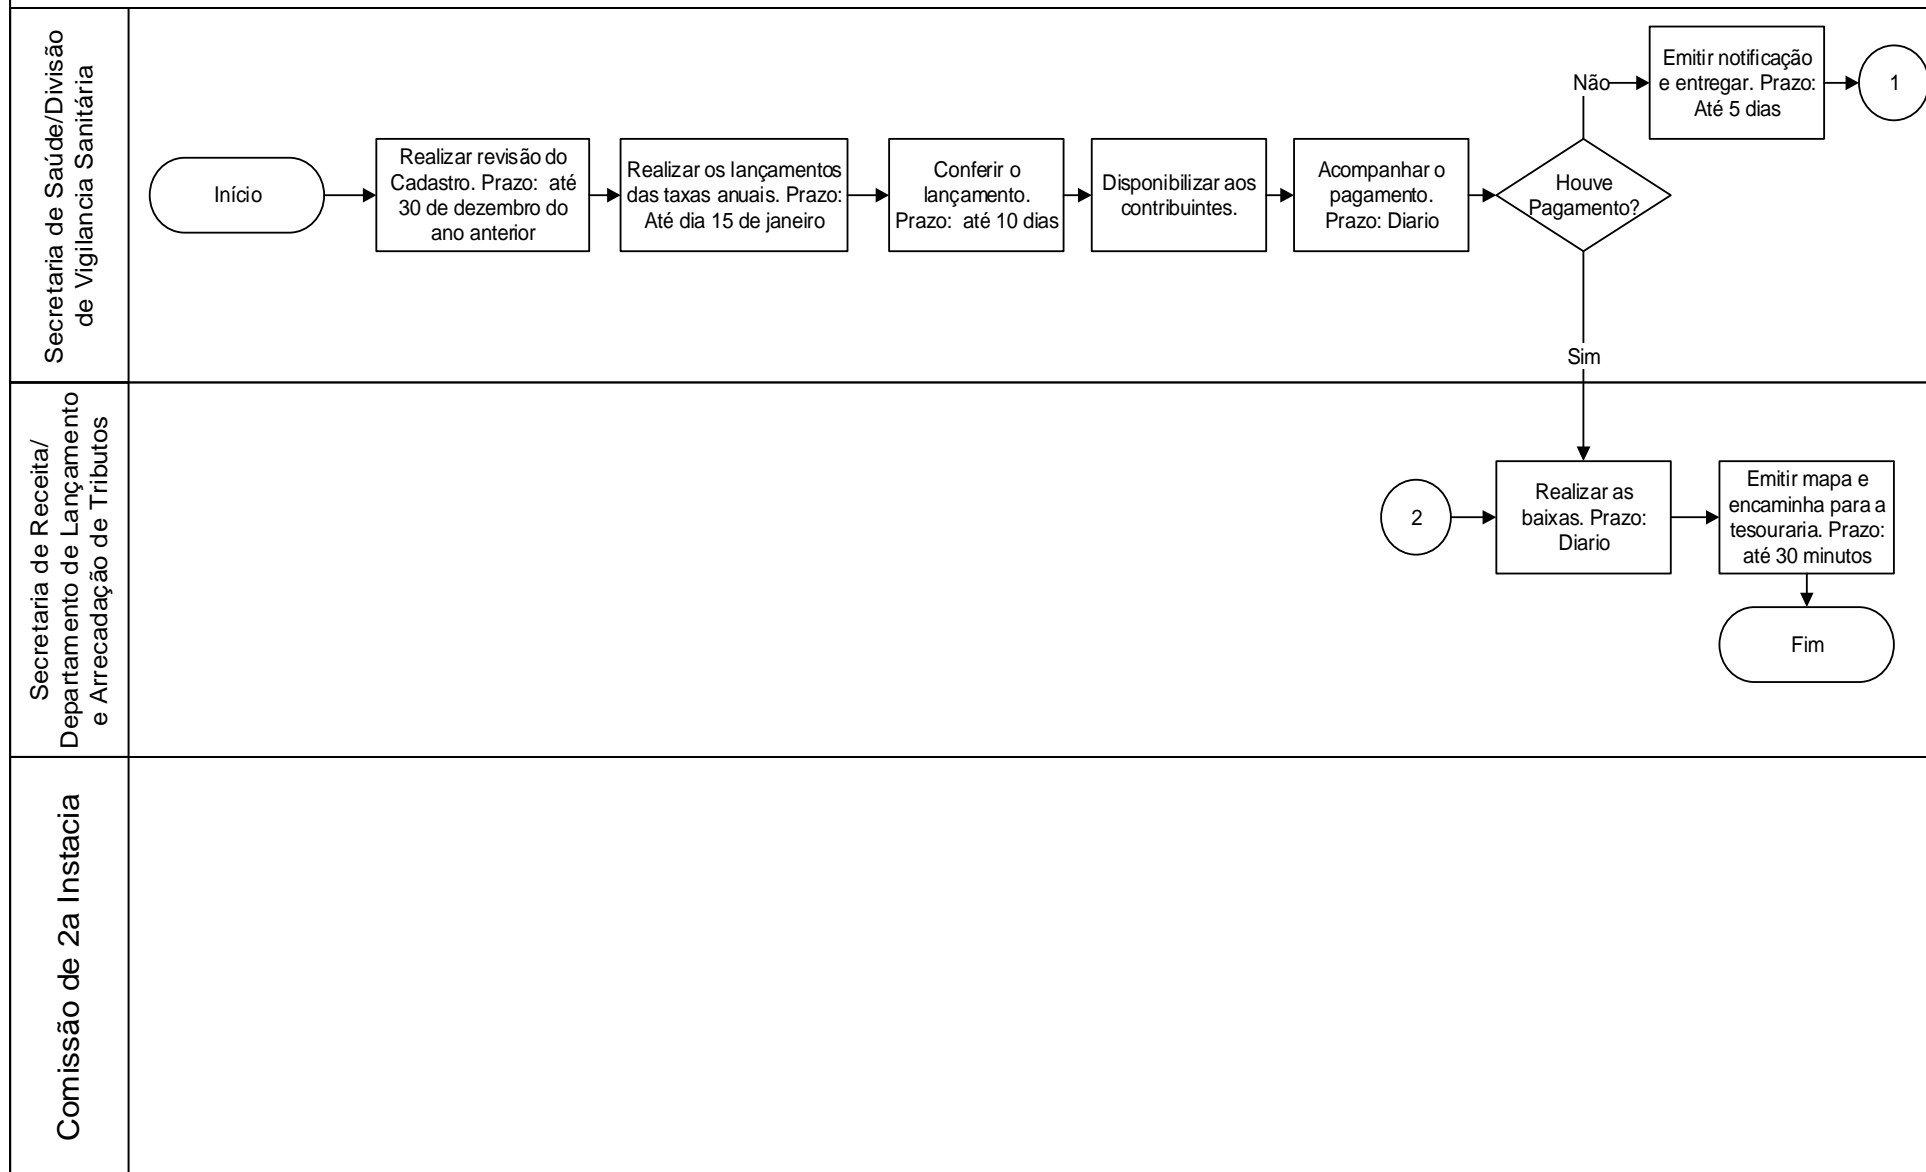 Secretaria de Saúde/Divisão
de Vigilancia Sanitária
Início
Realizar revisão do
Cadastro. Prazo: até
30 de dezembro do
ano anterior
Realizar os lançamentos
das taxas anuais. Prazo:
Até dia 15 de janeiro
Conferir o
lançamento.
Prazo: até 10 dias
Disponibilizar aos
contribuintes.
Acompanhar o
pagamento.
Prazo: Diario
Houve
Pagamento?
Não
Emitir notificação
e entregar. Prazo:
Até 5 dias
1
Sim
Secretaria de Receita/
Departamento de Lançamento
e Arrecadação de Tributos
2
Realizar as
baixas. Prazo:
Diario
Emitir mapa e
encaminha para a
tesouraria. Prazo:
até 30 minutos
Fim
Comissão de 2a Instacia